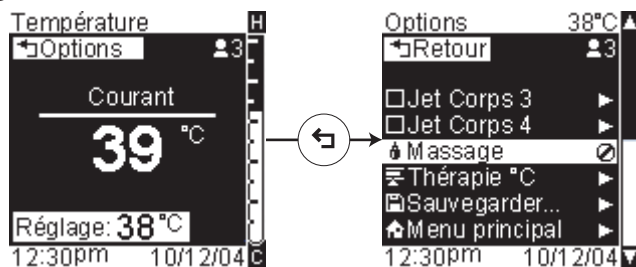 Température H
Options 3
Courant
39 °C
Réglage: 38°C
12:30pm 10/12/04 C
Options 38°C
Retour 3
Jet Corps 3
Jet Corps 4
Massage
Thérapie °C
Sauvegarder...
Menu principal
12:30pm 10/12/04